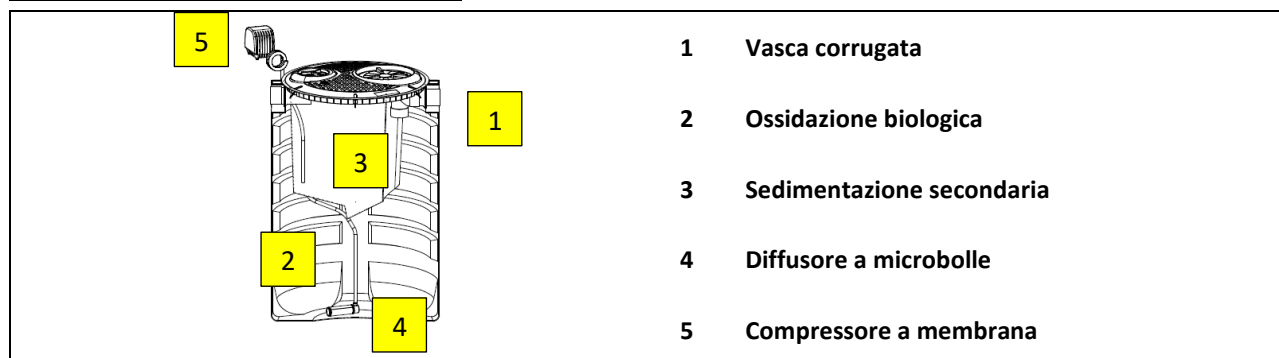 5
1
3
2
4
1 Vasca corrugata
2 Ossidazione biologica
3 Sedimentazione secondaria
4 Diffusore a microbolle
5 Compressore a membrana